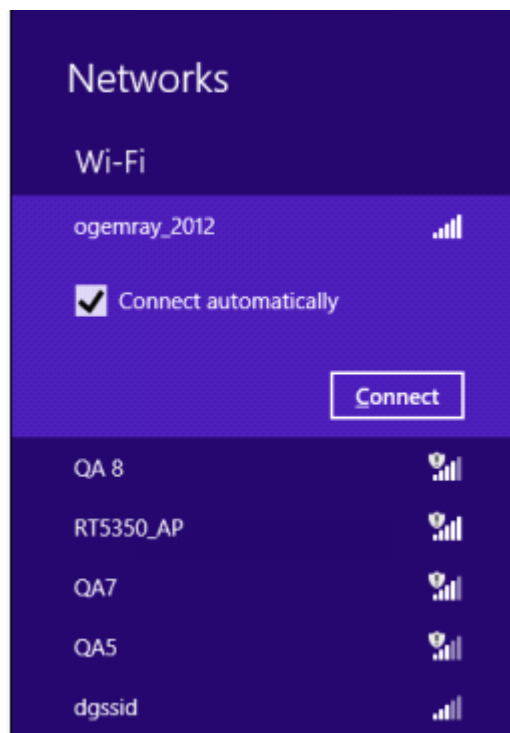 Networks
Wi-Fi
ogemray_2012
Connect automatically
Connect
QA 8
RT5350_AP
QA7
QA5
dgssid